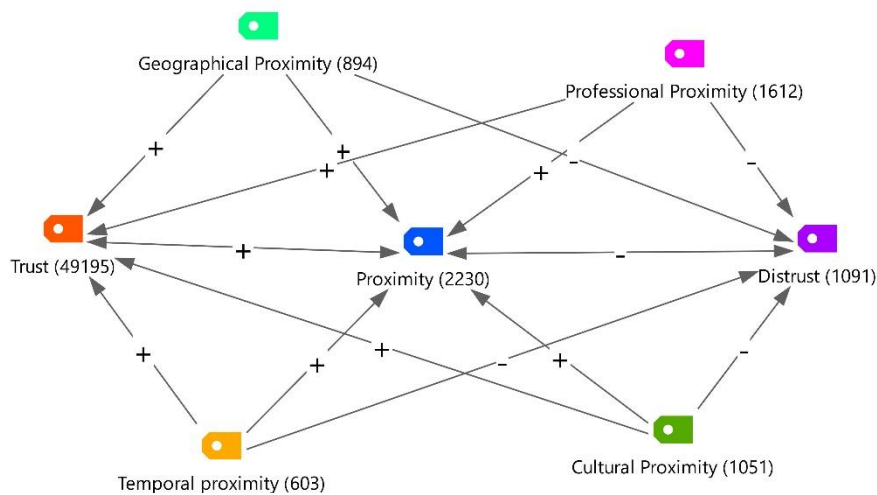 Geographical Proximity (894)
Professional Proximity (1612)
+
+
+
+
-
-
Trust (49195)
+
Proximity (2230)
-
Distrust (1091)
+
+
+
-
+
-
Temporal proximity (603)
Cultural Proximity (1051)